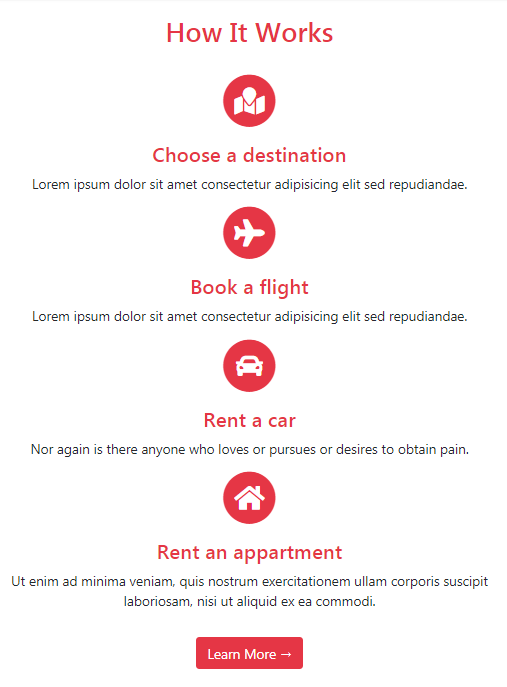 How It Works
Choose a destination
Lorem ipsum dolor sit amet consectetur adipisicing elit sed repudiandae.
Book a flight
Lorem ipsum dolor sit amet consectetur adipisicing elit sed repudiandae.
Rent a car
Nor again is there anyone who loves or pursues or desires to obtain pain.
Rent an appartment
Ut enim ad minima veniam, quis nostrum exercitationem ullam corporis suscipit
laboriosam, nisi ut aliquid ex ea commodi.
Learn More →